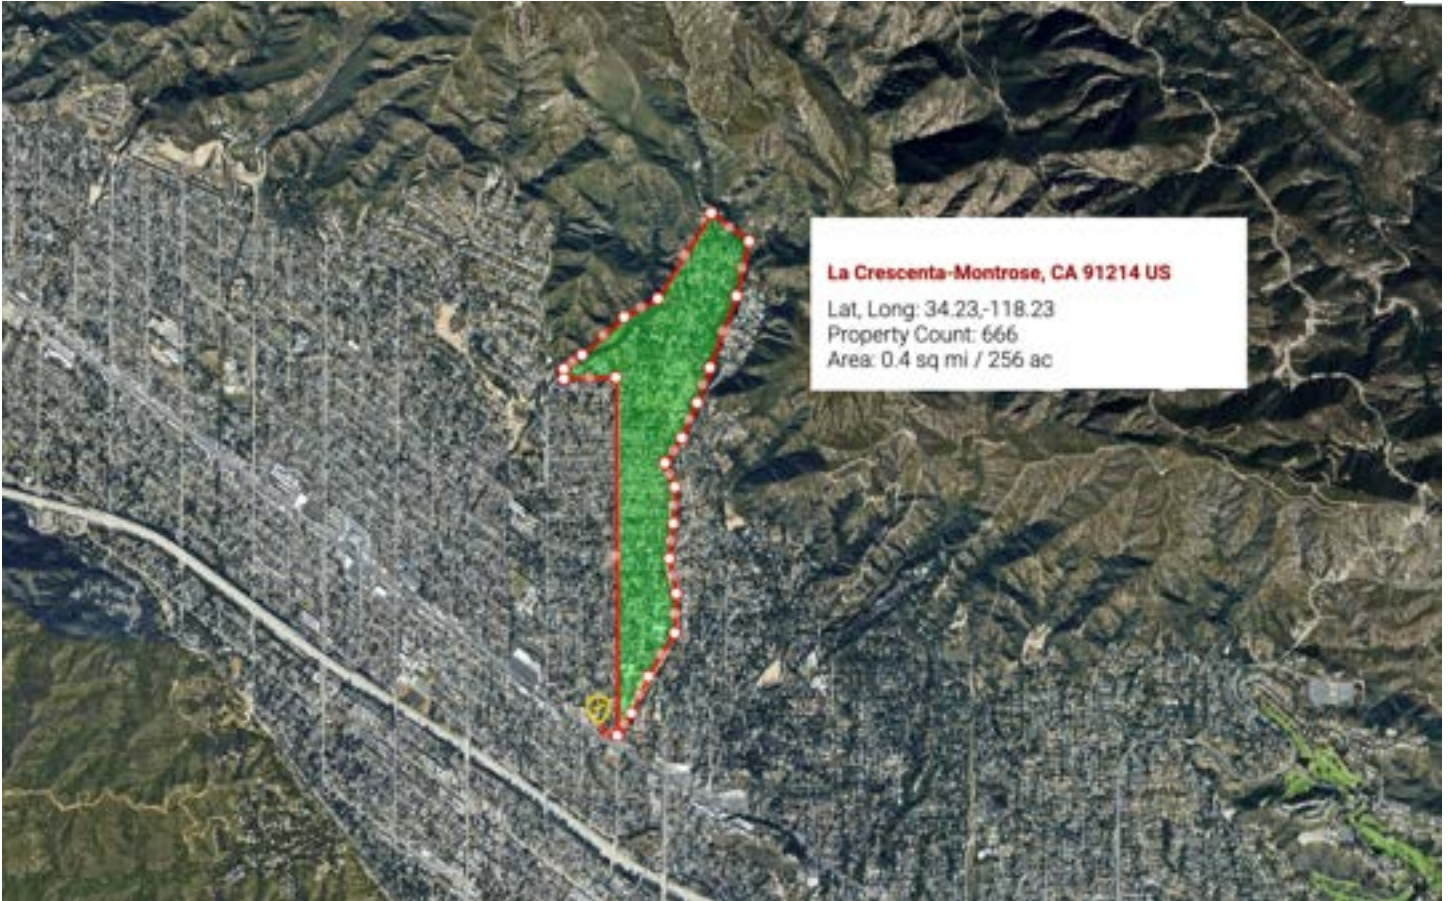 La Crescenta-Montrose, CA 91214 US
Lat, Long: 34.23,-118.23
Property Count: 666
Area: 0.4 sq mi / 256 ac